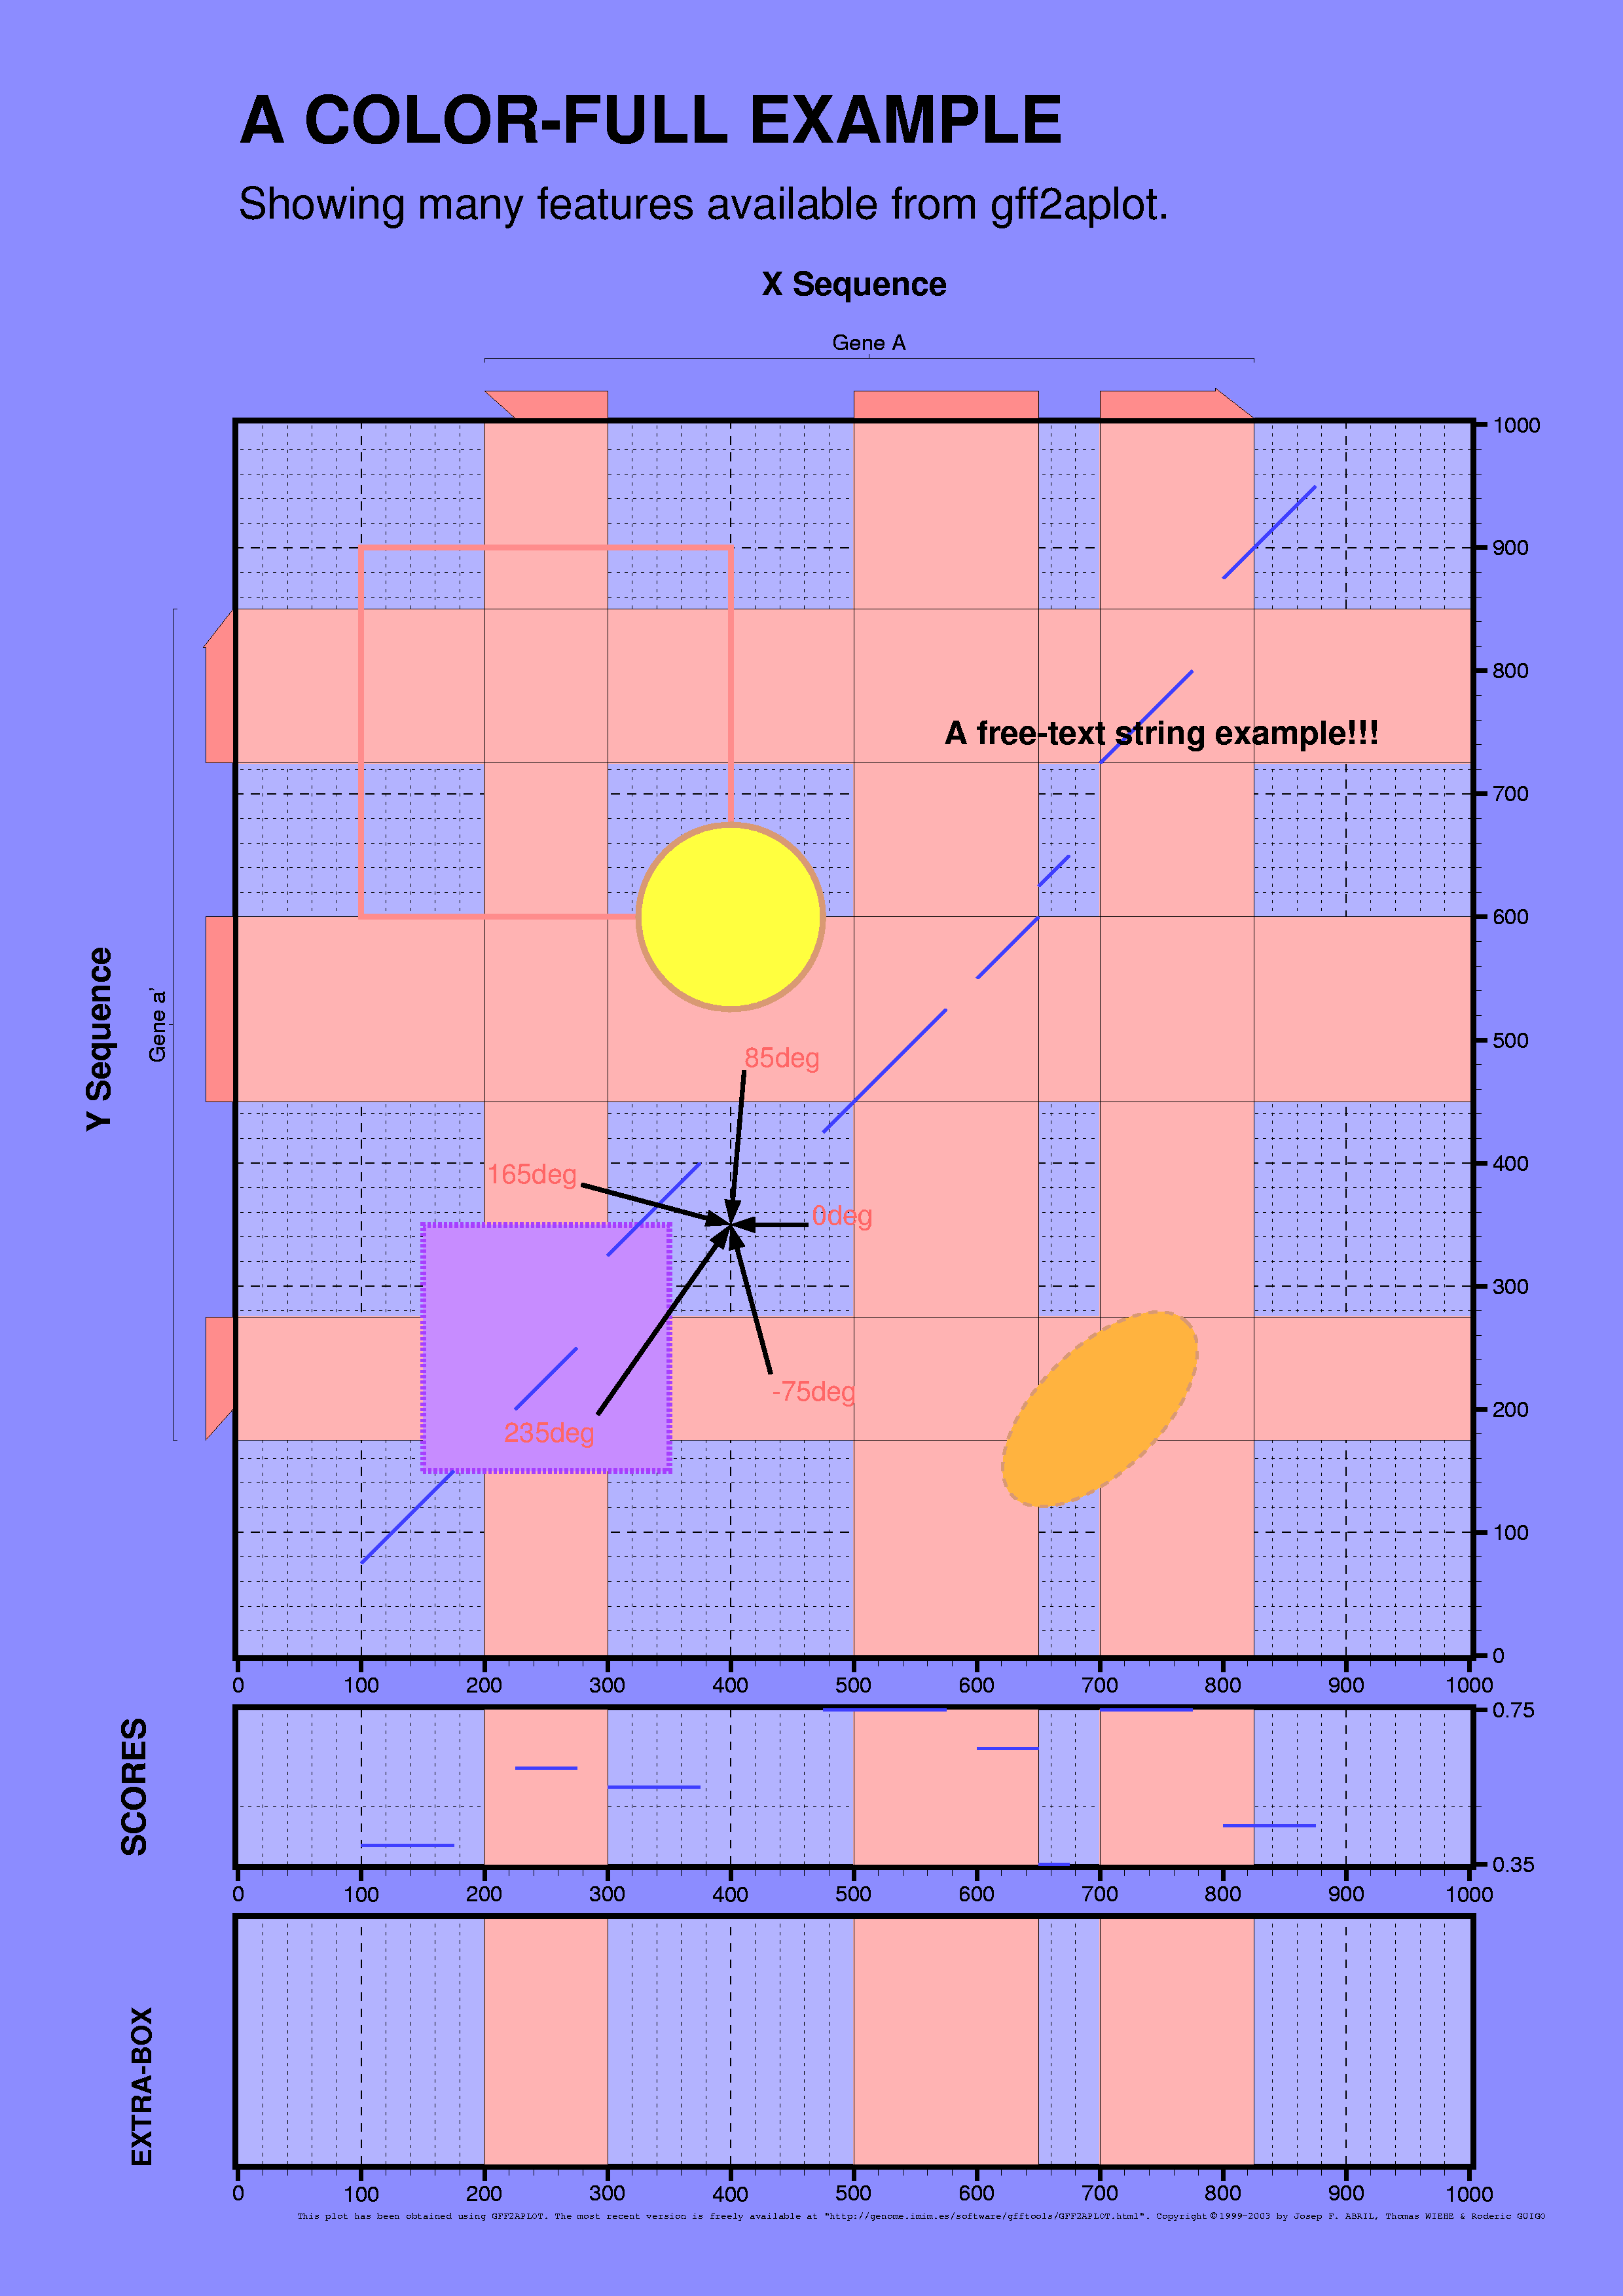 A COLOR-FULL EXAMPLE
Showing many features available from gff2aplot.
X Sequence
Gene A
1000
900
800
A free-text string example!!!
700
600
Y Sequence
Gene a'
500
85deg
400
165deg
0deg
300
-75deg
200
235deg
100
0
0 100 200 300 400 500 600 700 800 900 1000
SCORES
0.75
0.35
0 100 200 300 400 500 600 700 800 900 1000
EXTRA-BOX
0 100 200 300 400 500 600 700 800 900 1000
This plot has been obtained using GFF2APLOT. The most recent version is freely available at "http://genome.imim.es/software/gfftools/GFF2APLOT.html". Copyright ©1999-2003 by Josep F. ABRIL, Thomas WIEHE & Roderic GUIGO